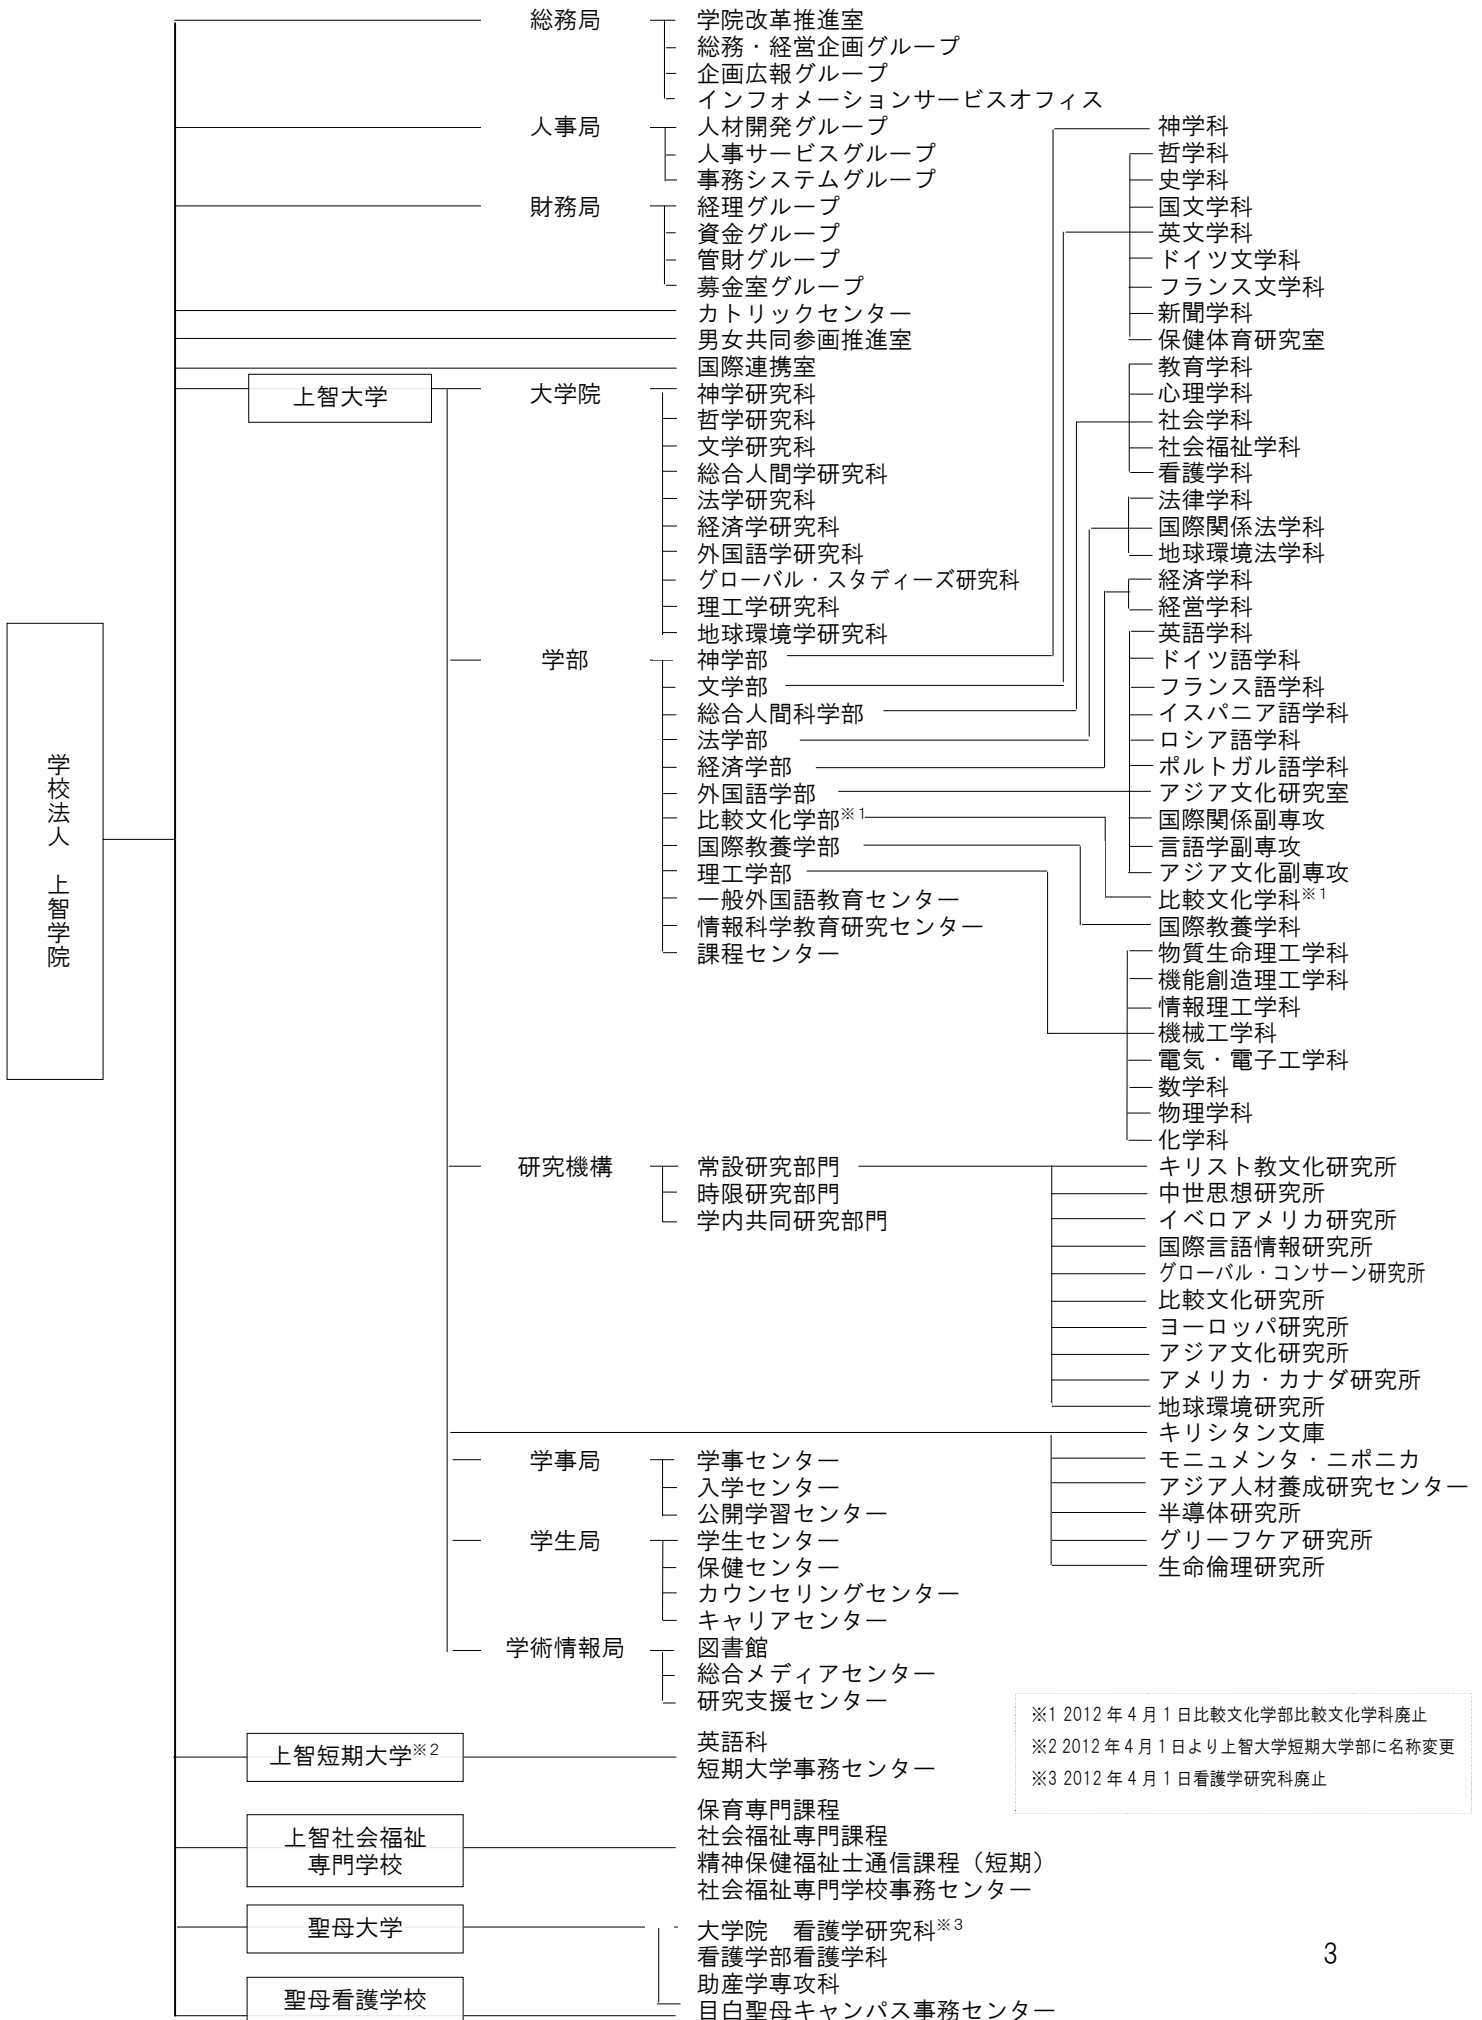 学校法人　上智学院
総務局
学院改革推進室
総務・経営企画グループ
企画広報グループ
インフォメーションサービスオフィス
人事局
人材開発グループ
人事サービスグループ
事務システムグループ
財務局
経理グループ
資金グループ
管財グループ
募金室グループ
カトリックセンター
男女共同参画推進室
国際連携室
上智大学
大学院
神学研究科
哲学研究科
文学研究科
総合人間学研究科
法学研究科
経済学研究科
外国語学研究科
グローバル・スタディーズ研究科
理工学研究科
地球環境学研究科
学部
神学部
文学部
総合人間科学部
法学部
経済学部
外国語学部
比較文化学部※1
国際教養学部
理工学部
一般外国語教育センター
情報科学教育研究センター
課程センター
神学科
哲学科
史学科
国文学科
英文学科
ドイツ文学科
フランス文学科
新聞学科
保健体育研究室
教育学科
心理学科
社会学科
社会福祉学科
看護学科
法律学科
国際関係法学科
地球環境法学科
経済学科
経営学科
英語学科
ドイツ語学科
フランス語学科
イスパニア語学科
ロシア語学科
ポルトガル語学科
アジア文化研究室
国際関係副専攻
言語学副専攻
アジア文化副専攻
比較文化学科※1
国際教養学科
物質生命理工学科
機能創造理工学科
情報理工学科
機械工学科
電気・電子工学科
数学科
物理学科
化学科
研究機構
常設研究部門
時限研究部門
学内共同研究部門
キリスト教文化研究所
中世思想研究所
イベロアメリカ研究所
国際言語情報研究所
グローバル・コンサーン研究所
比較文化研究所
ヨーロッパ研究所
アジア文化研究所
アメリカ・カナダ研究所
地球環境研究所
キリシタン文庫
モニュメンタ・ニポニカ
アジア人材養成研究センター
半導体研究所
グリーフケア研究所
生命倫理研究所
学事局
学事センター
入学センター
公開学習センター
学生局
学生センター
保健センター
カウンセリングセンター
キャリアセンター
学術情報局
図書館
総合メディアセンター
研究支援センター
上智短期大学※2
英語科
短期大学事務センター
上智社会福祉
専門学校
保育専門課程
社会福祉専門課程
精神保健福祉士通信課程（短期）
社会福祉専門学校事務センター
聖母大学
大学院　看護学研究科※3
看護学部看護学科
助産学専攻科
目白聖母キャンパス事務センター
聖母看護学校
※1 2012年4月1日比較文化学部比較文化学科廃止
※2 2012年4月1日より上智大学短期大学部に名称変更
※3 2012年4月1日看護学研究科廃止
3